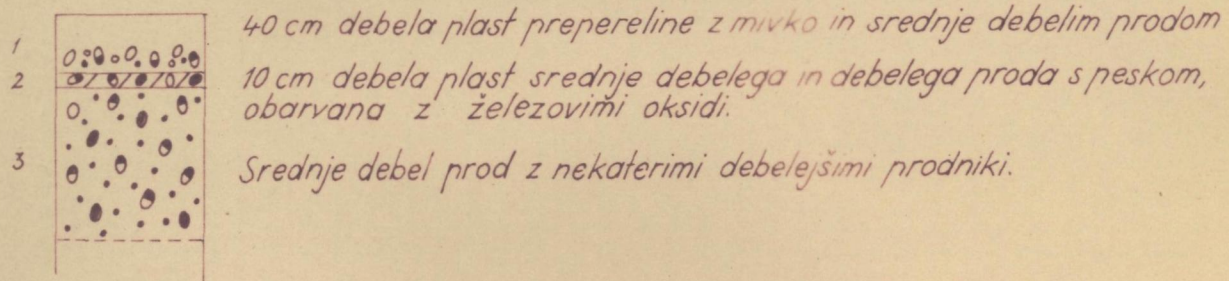 1 40 cm debela plast prepereline z mivko in srednje debelim prodom
2 10 cm debela plast srednje debelega in debelega proda s peskom,
obarvana z železovimi oksidi.
3 Srednje debel prod z nekaterimi debelejšimi prodniki.